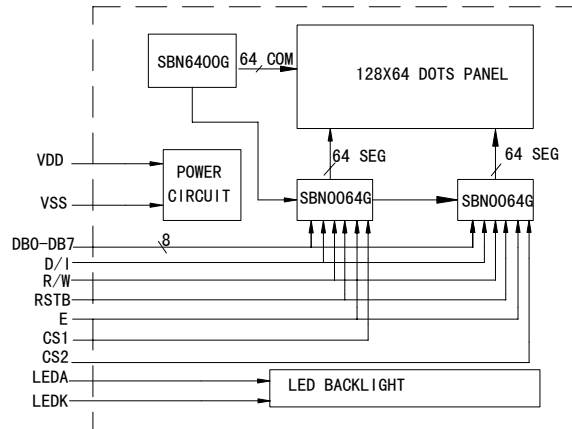 SBN6400G
64 COM
128X64 DOTS PANEL
64 SEG
64 SEG
VDD
POWER
CIRCUIT
VSS
SBN0064G
SBN0064G
DB0-DB7
8
D/I
R/W
RSTB
E
CS1
CS2
LEDA
LED BACKLIGHT
LEDK